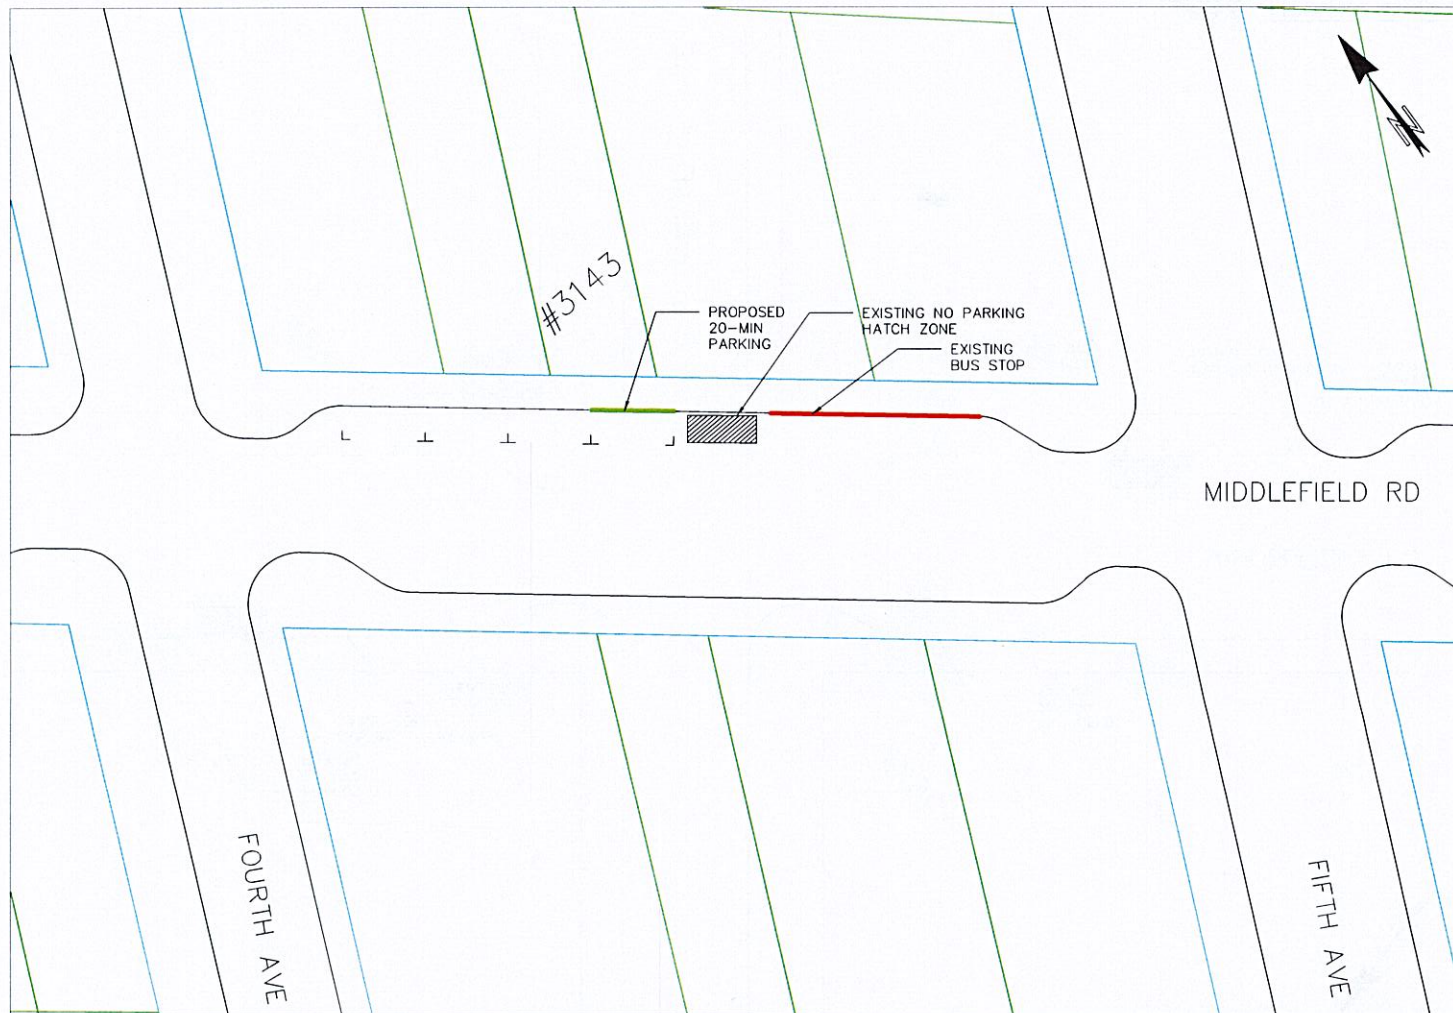 N
#3143
PROPOSED
20-MIN
PARKING
EXISTING NO PARKING
HATCH ZONE
EXISTING
BUS STOP
MIDDLEFIELD RD
FOURTH AVE
FIFTH AVE